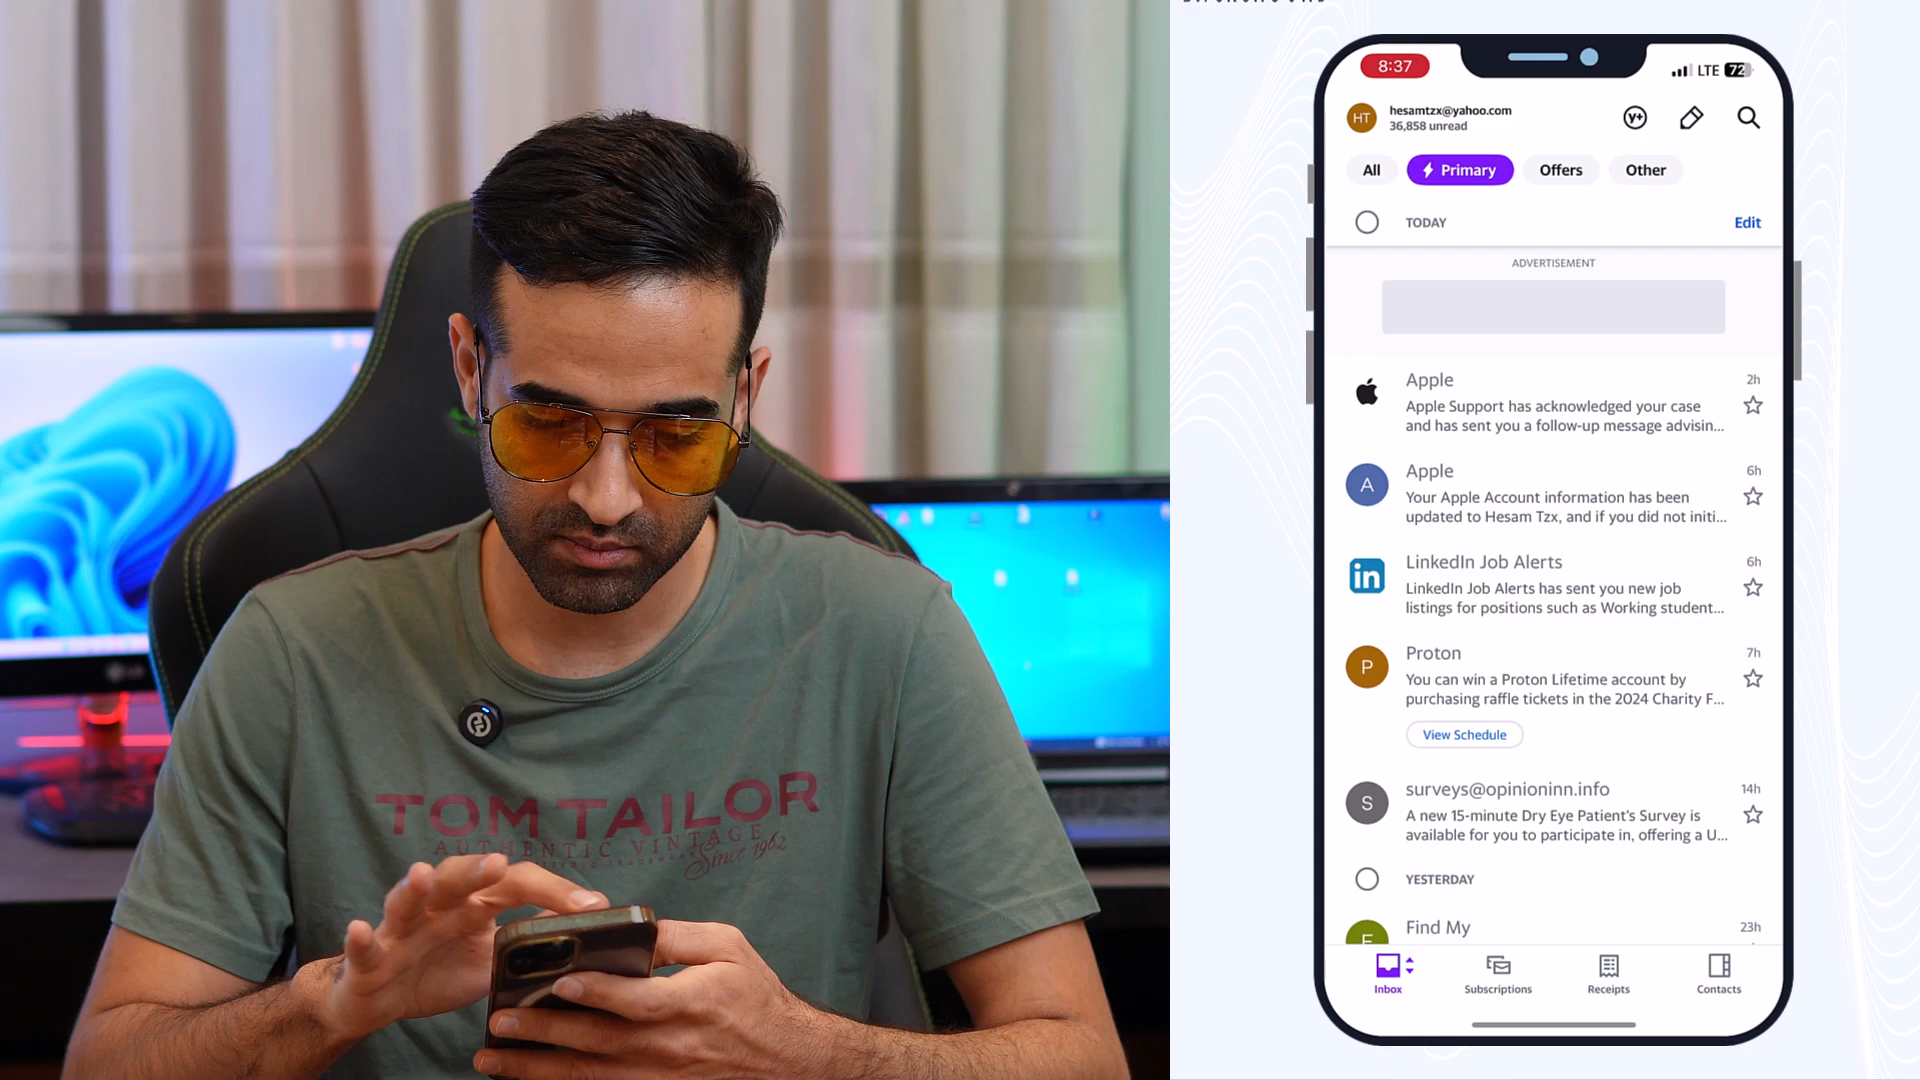 TOM TAILOR
AUTHENTIC VINTAGE
Since 1962
8:37
LTE
72
HT
hesamtzx@yahoo.com
36,858 unread
y+
All
Primary
Offers
Other
TODAY
Edit
ADVERTISEMENT
Apple
2h
Apple Support has acknowledged your case
and has sent you a follow-up message advisin...
A
Apple
6h
Your Apple Account information has been
updated to Hesam Tzx, and if you did not initi...
in
LinkedIn Job Alerts
6h
LinkedIn Job Alerts has sent you new job
listings for positions such as Working student...
P
Proton
7h
You can win a Proton Lifetime account by
purchasing raffle tickets in the 2024 Charity F...
View Schedule
S
surveys@opinioninn.info
14h
A new 15-minute Dry Eye Patient's Survey is
available for you to participate in, offering a U...
YESTERDAY
F
Find My
23h
Inbox
Subscriptions
Receipts
Contacts